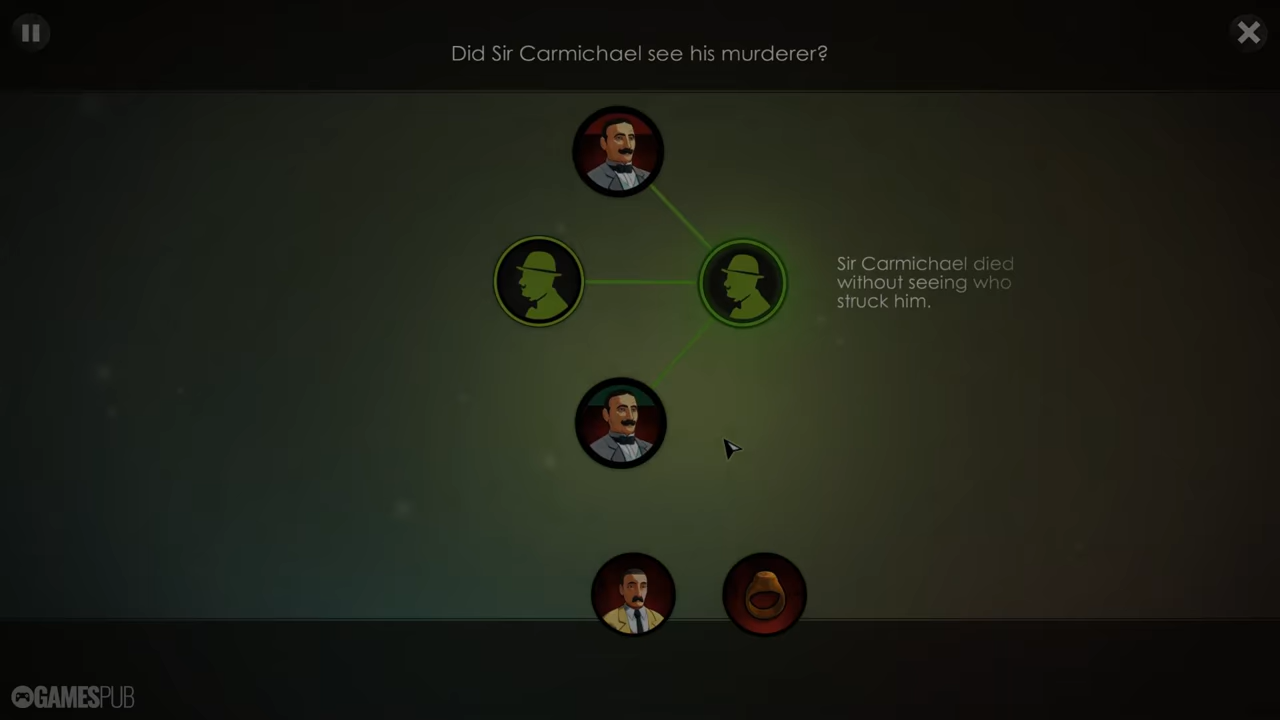 Did Sir Carmichael see his murderer?
Sir Carmichael died
without seeing who
struck him.
GAMESPUB